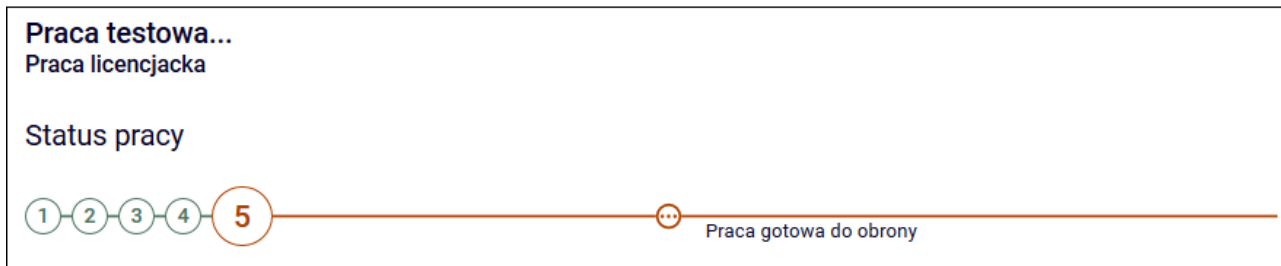 Praca testowa...
Praca licencjacka
Status pracy
1 2 3 4 5
Praca gotowa do obrony